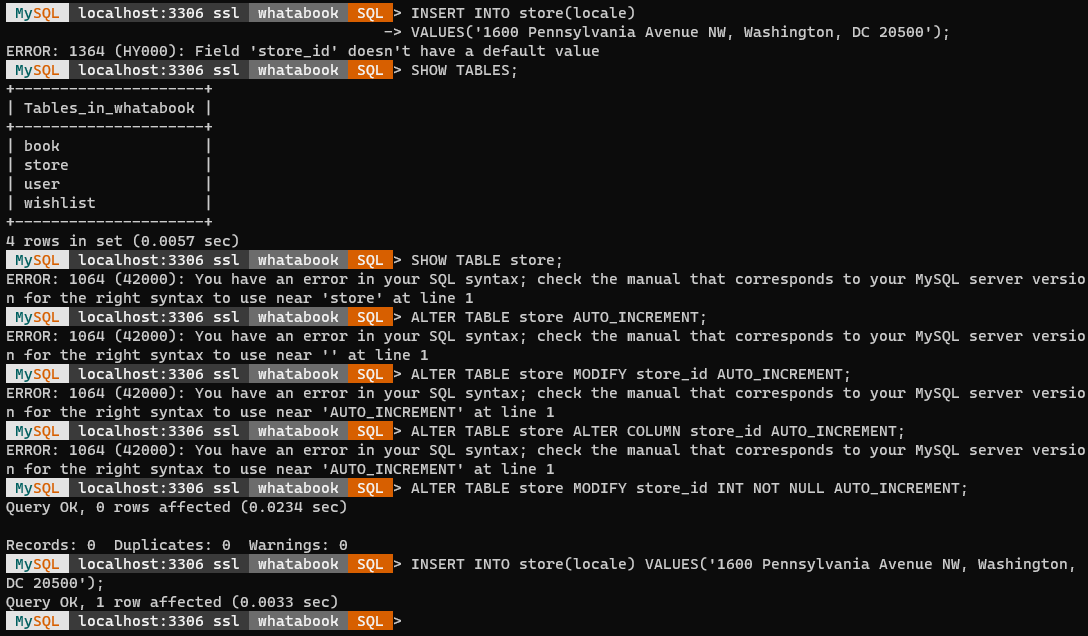 MySQL localhost:3306 ssl whatabook SQL > INSERT INTO store(locale)
-> VALUES('1600 Pennsylvania Avenue NW, Washington, DC 20500');
ERROR: 1364 (HY000): Field 'store_id' doesn't have a default value
MySQL localhost:3306 ssl whatabook SQL > SHOW TABLES;
+---------------------+
| Tables_in_whatabook |
+---------------------+
| book                |
| store               |
| user                |
| wishlist            |
+---------------------+
4 rows in set (0.0057 sec)
MySQL localhost:3306 ssl whatabook SQL > SHOW TABLE store;
ERROR: 1064 (42000): You have an error in your SQL syntax; check the manual that corresponds to your MySQL server versio
n for the right syntax to use near 'store' at line 1
MySQL localhost:3306 ssl whatabook SQL > ALTER TABLE store AUTO_INCREMENT;
ERROR: 1064 (42000): You have an error in your SQL syntax; check the manual that corresponds to your MySQL server versio
n for the right syntax to use near '' at line 1
MySQL localhost:3306 ssl whatabook SQL > ALTER TABLE store MODIFY store_id AUTO_INCREMENT;
ERROR: 1064 (42000): You have an error in your SQL syntax; check the manual that corresponds to your MySQL server versio
n for the right syntax to use near 'AUTO_INCREMENT' at line 1
MySQL localhost:3306 ssl whatabook SQL > ALTER TABLE store ALTER COLUMN store_id AUTO_INCREMENT;
ERROR: 1064 (42000): You have an error in your SQL syntax; check the manual that corresponds to your MySQL server versio
n for the right syntax to use near 'AUTO_INCREMENT' at line 1
MySQL localhost:3306 ssl whatabook SQL > ALTER TABLE store MODIFY store_id INT NOT NULL AUTO_INCREMENT;
Query OK, 0 rows affected (0.0234 sec)

Records: 0  Duplicates: 0  Warnings: 0
MySQL localhost:3306 ssl whatabook SQL > INSERT INTO store(locale) VALUES('1600 Pennsylvania Avenue NW, Washington,
DC 20500');
Query OK, 1 row affected (0.0033 sec)
MySQL localhost:3306 ssl whatabook SQL >